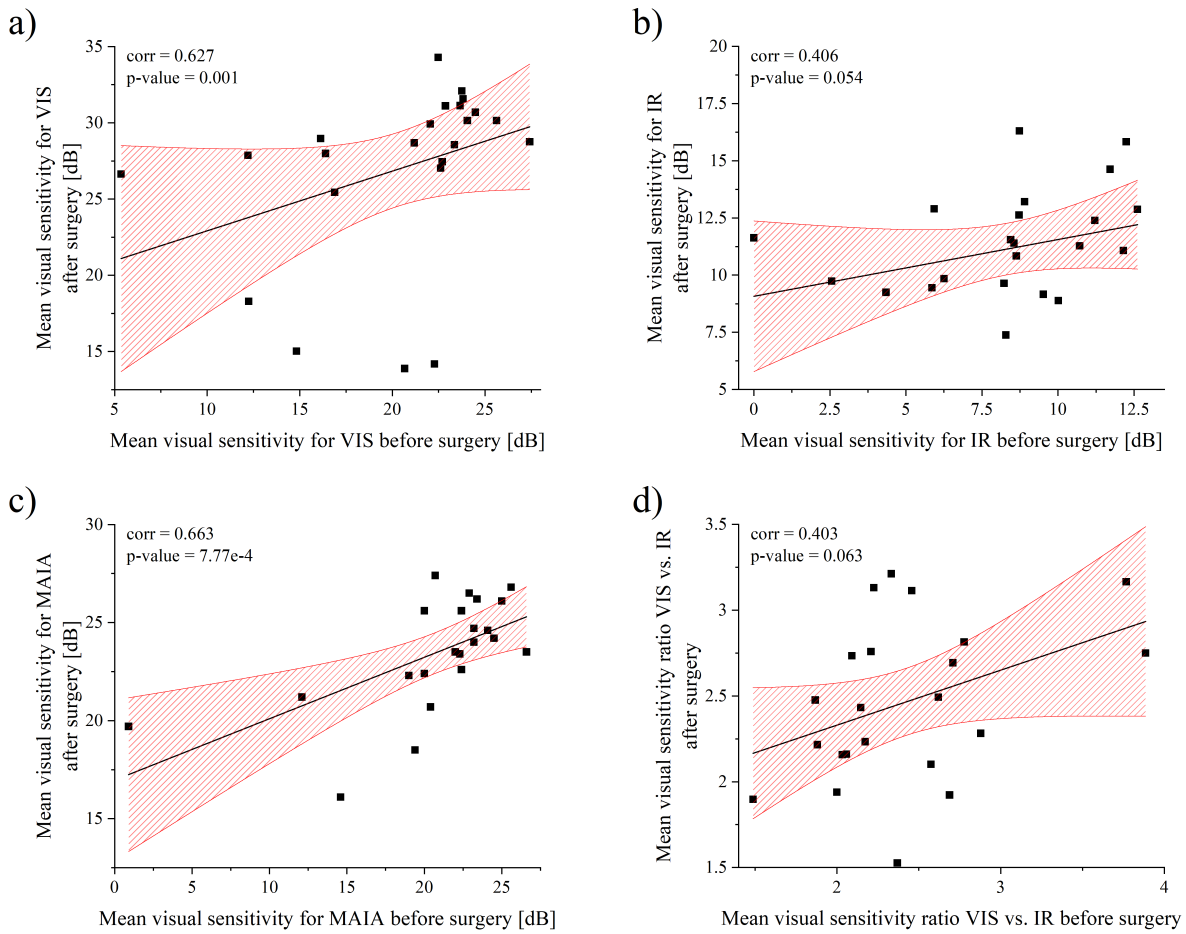 a)
corr = 0.627
p-value = 0.001
35
30
25
20
15
5
10
15
20
25
Mean visual sensitivity for VIS
after surgery [dB]
Mean visual sensitivity for VIS before surgery [dB]
b)
corr = 0.406
p-value = 0.054
20
17.5
15
12.5
10
7.5
5
0
2.5
5
7.5
10
12.5
Mean visual sensitivity for IR
after surgery [dB]
Mean visual sensitivity for IR before surgery [dB]
c)
corr = 0.663
p-value = 7.77e-4
30
25
20
15
0
5
10
15
20
25
Mean visual sensitivity for MAIA
after surgery [dB]
Mean visual sensitivity for MAIA before surgery [dB]
d)
corr = 0.403
p-value = 0.063
3.5
3
2.5
2
1.5
2
3
4
Mean visual sensitivity ratio VIS vs. IR
after surgery
Mean visual sensitivity ratio VIS vs. IR before surgery